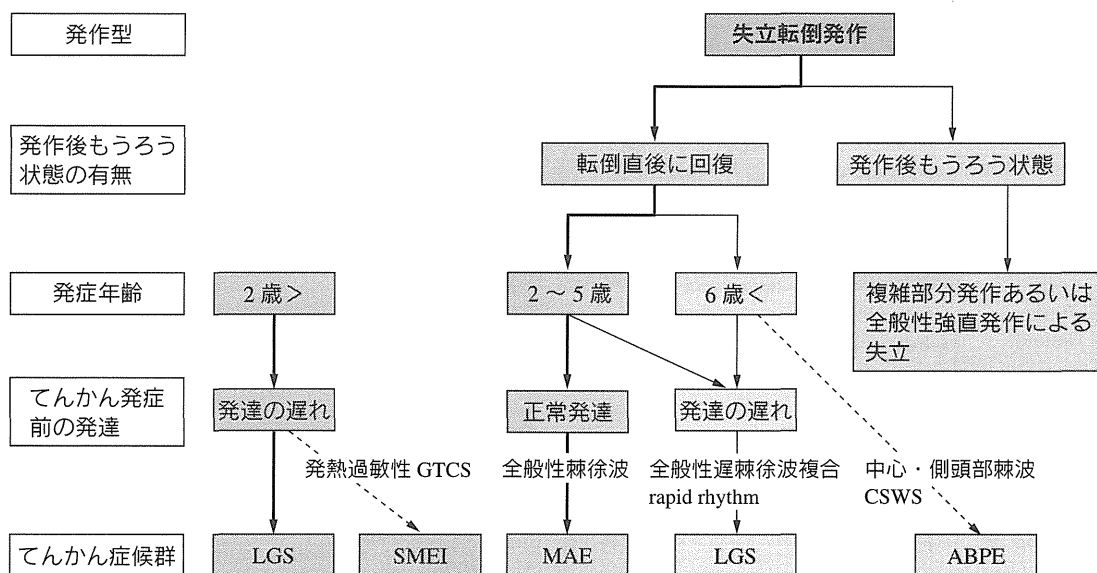 発作型
失立転倒発作
発作後もうろう
状態の有無
転倒直後に回復
発作後もうろう状態
発症年齢
2歳>
2〜5歳
6歳<
複雑部分発作あるいは
全般性強直発作による
失立
てんかん発症
前の発達
発達の遅れ
正常発達
発達の遅れ
発熱過敏性 GTCS
全般性棘徐波
全般性遅棘徐波複合
rapid rhythm
中心・側頭部棘波
CSWS
てんかん症候群
LGS
SMEI
MAE
LGS
ABPE